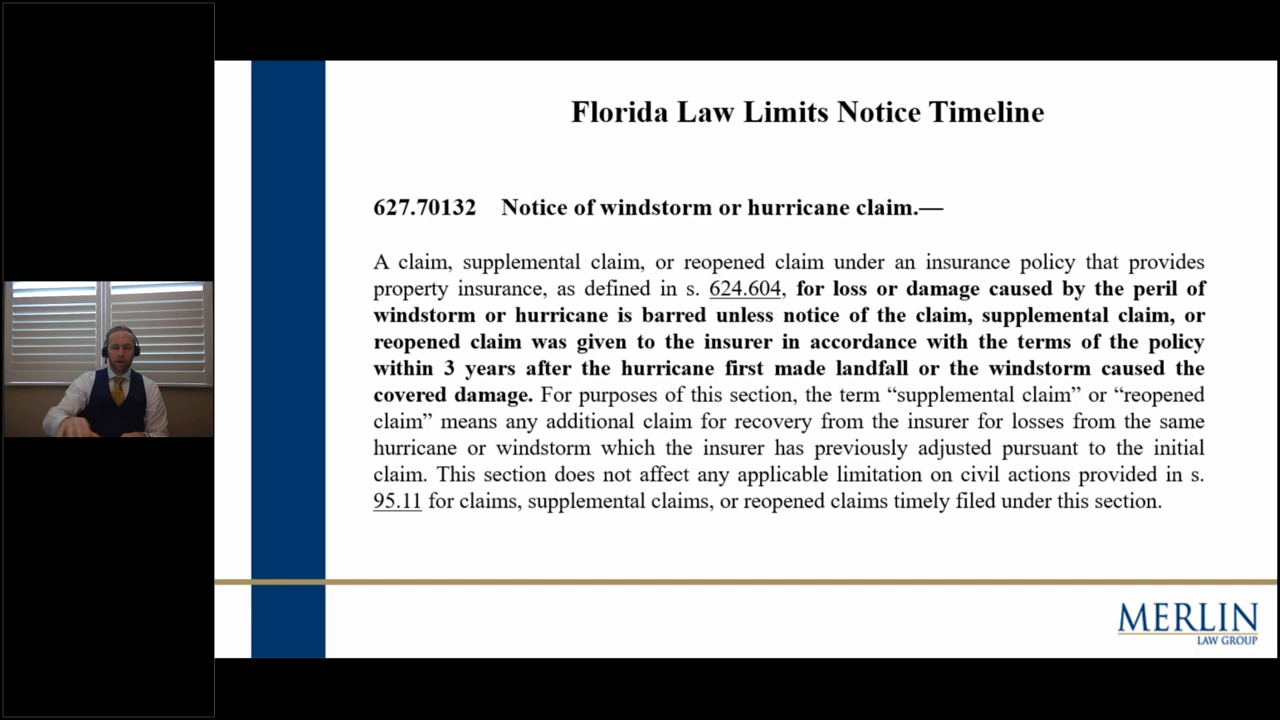 Florida Law Limits Notice Timeline
627.70132 Notice of windstorm or hurricane claim.—
A claim, supplemental claim, or reopened claim under an insurance policy that provides
property insurance, as defined in s. 624.604, for loss or damage caused by the peril of
windstorm or hurricane is barred unless notice of the claim, supplemental claim, or
reopened claim was given to the insurer in accordance with the terms of the policy
within 3 years after the hurricane first made landfall or the windstorm caused the
covered damage. For purposes of this section, the term “supplemental claim” or “reopened
claim” means any additional claim for recovery from the insurer for losses from the same
hurricane or windstorm which the insurer has previously adjusted pursuant to the initial
claim. This section does not affect any applicable limitation on civil actions provided in s.
95.11 for claims, supplemental claims, or reopened claims timely filed under this section.
MERLIN
LAW GROUP